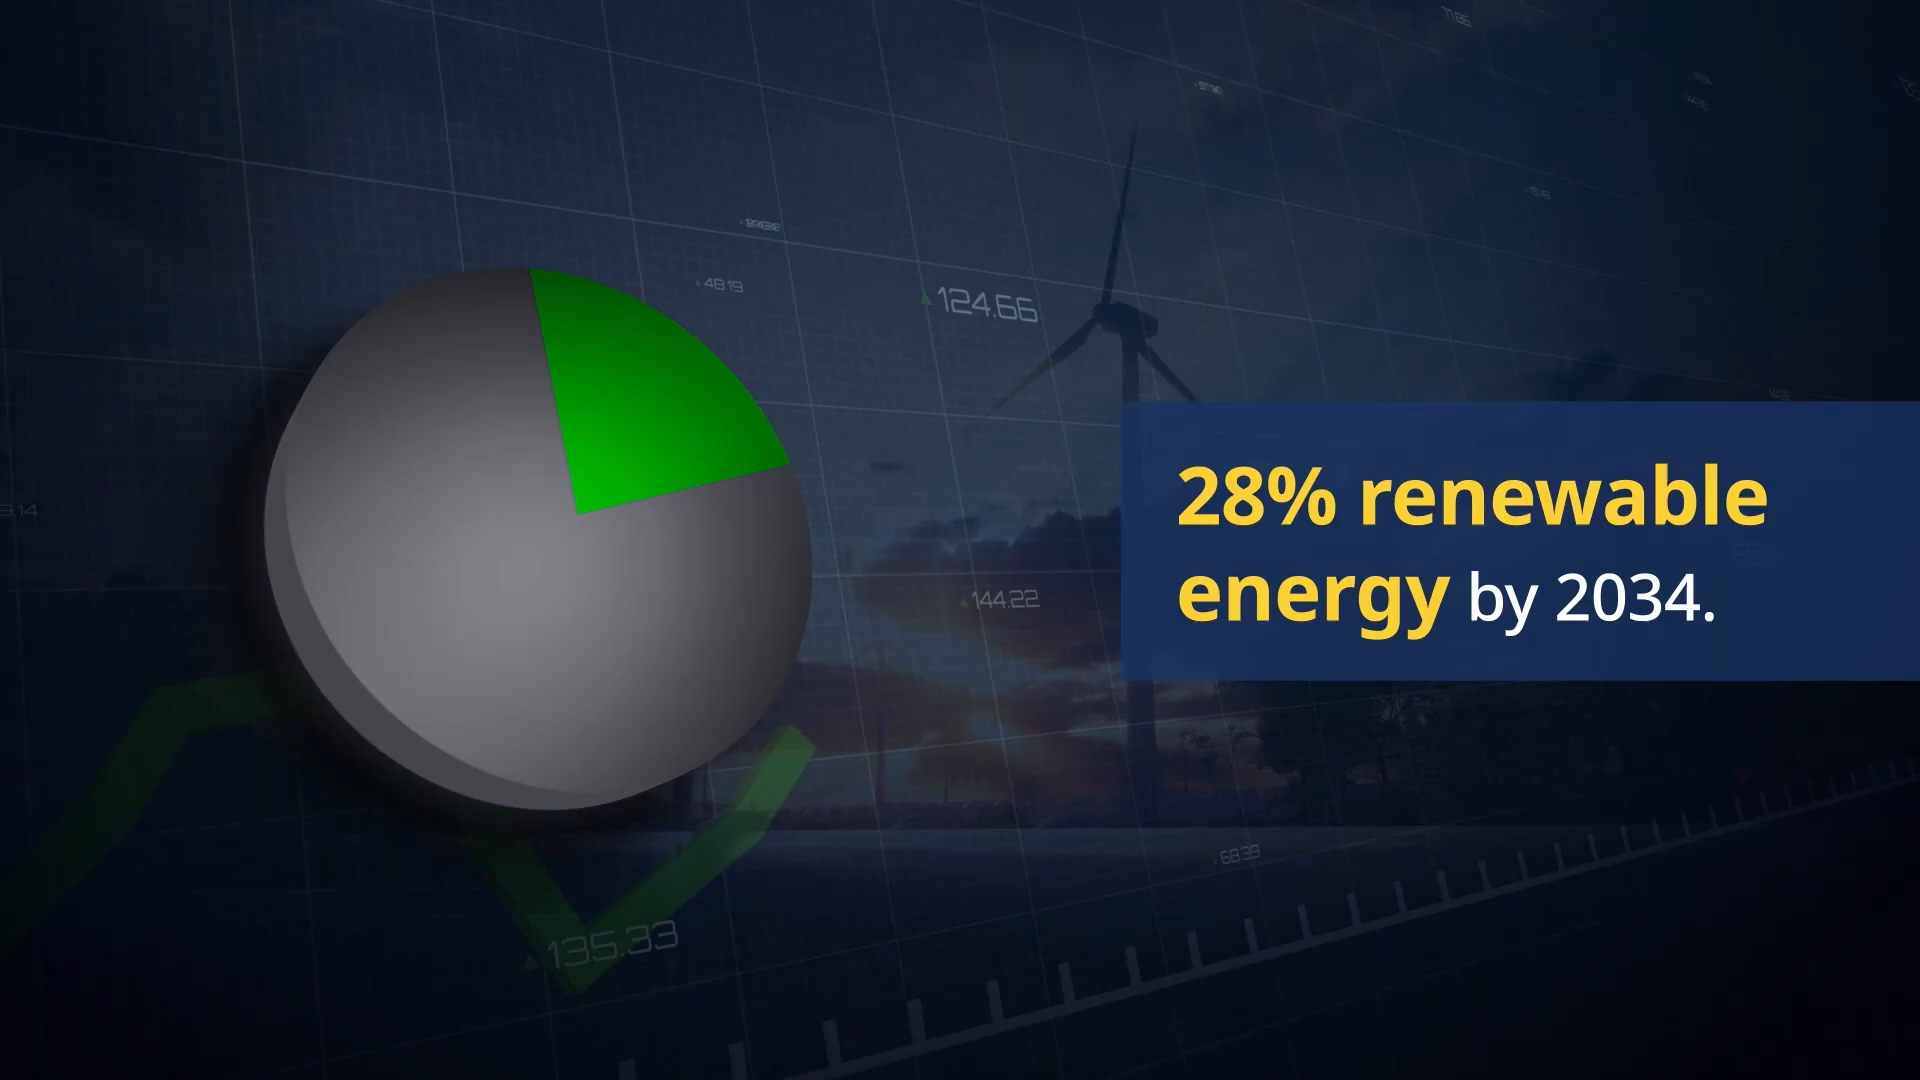 48.19
124.66
28% renewable
energy by 2034.
144.22
68.39
135.33